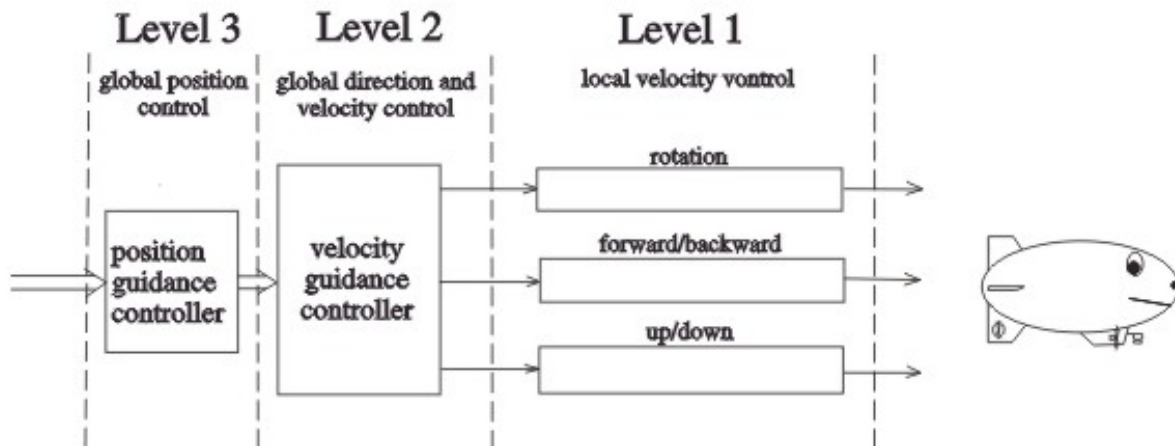 Level 3
Level 2
Level 1
global position
control
global direction and
velocity control
local velocity vontrol
rotation
position
guidance
controller
velocity
guidance
controller
forward/backward
up/down